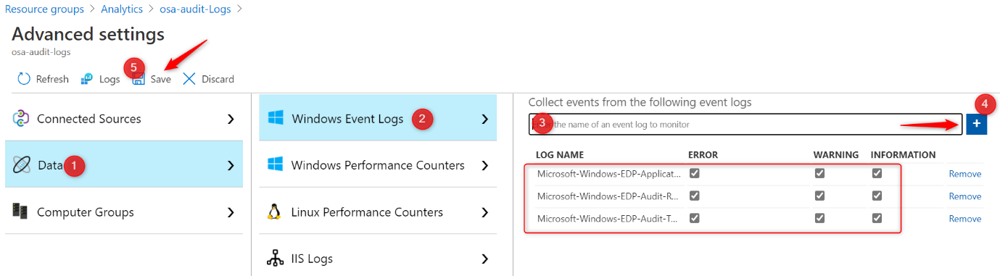 Resource groups > Analytics > osa-audit-Logs >
Advanced settings
osa-audit-logs
5
Refresh Logs Save Discard
Connected Sources
Data 1
Computer Groups
Windows Event Logs 2
Windows Performance Counters
Linux Performance Counters
IIS Logs
Collect events from the following event logs
4
3 the name of an event log to monitor +
LOG NAME ERROR WARNING INFORMATION
Microsoft-Windows-EDP-Applicat... Remove
Microsoft-Windows-EDP-Audit-R... Remove
Microsoft-Windows-EDP-Audit-T... Remove